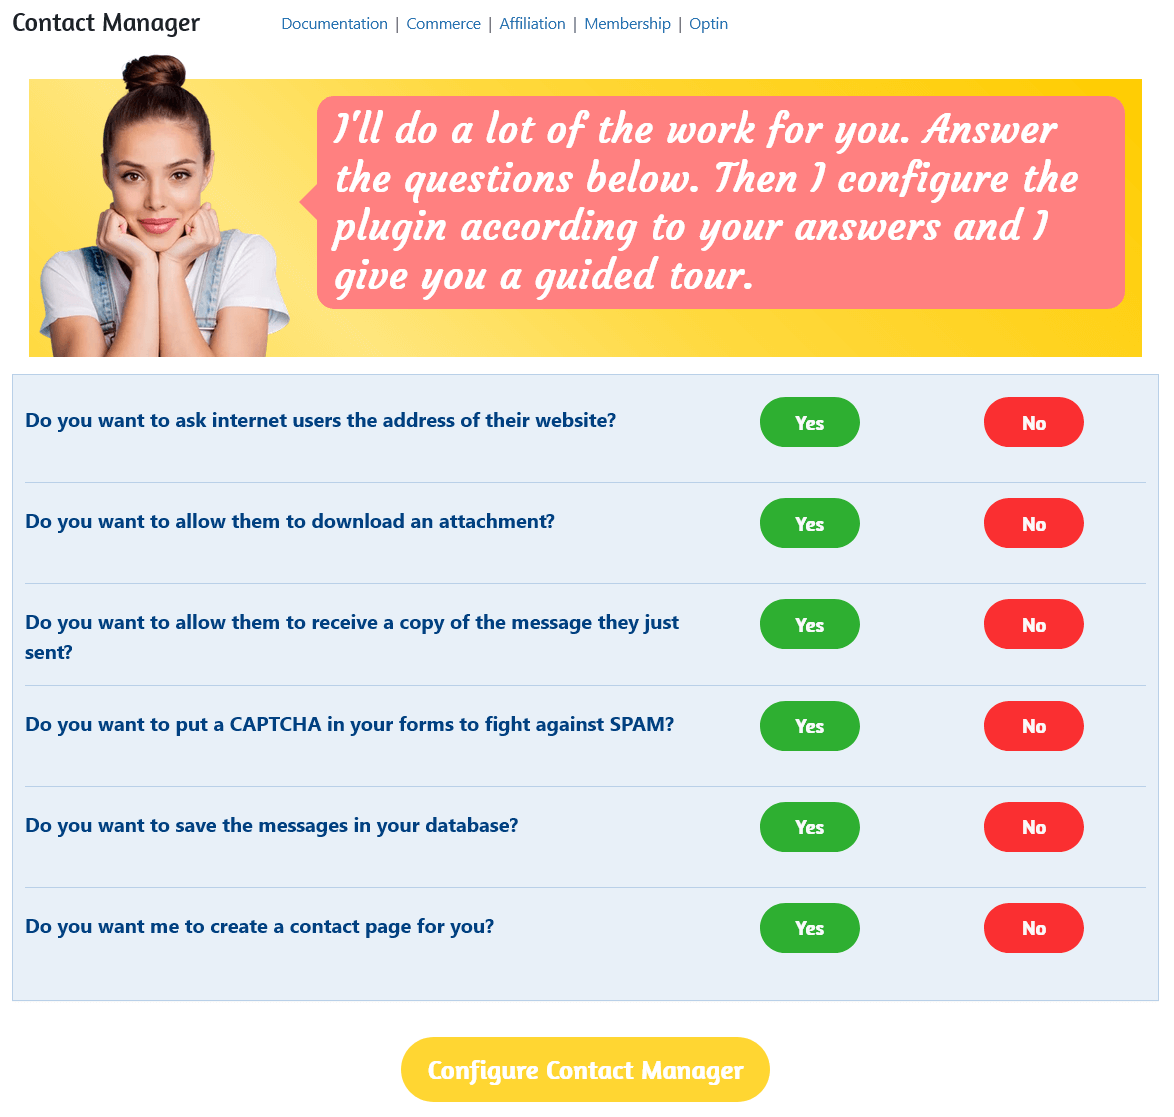 Contact Manager
Documentation | Commerce | Affiliation | Membership | Optin
I'll do a lot of the work for you. Answer
the questions below. Then I configure the
plugin according to your answers and I
give you a guided tour.
Do you want to ask internet users the address of their website? Yes No
Do you want to allow them to download an attachment? Yes No
Do you want to allow them to receive a copy of the message they just
sent?
Yes No
Do you want to put a CAPTCHA in your forms to fight against SPAM? Yes No
Do you want to save the messages in your database? Yes No
Do you want me to create a contact page for you? Yes No
Configure Contact Manager